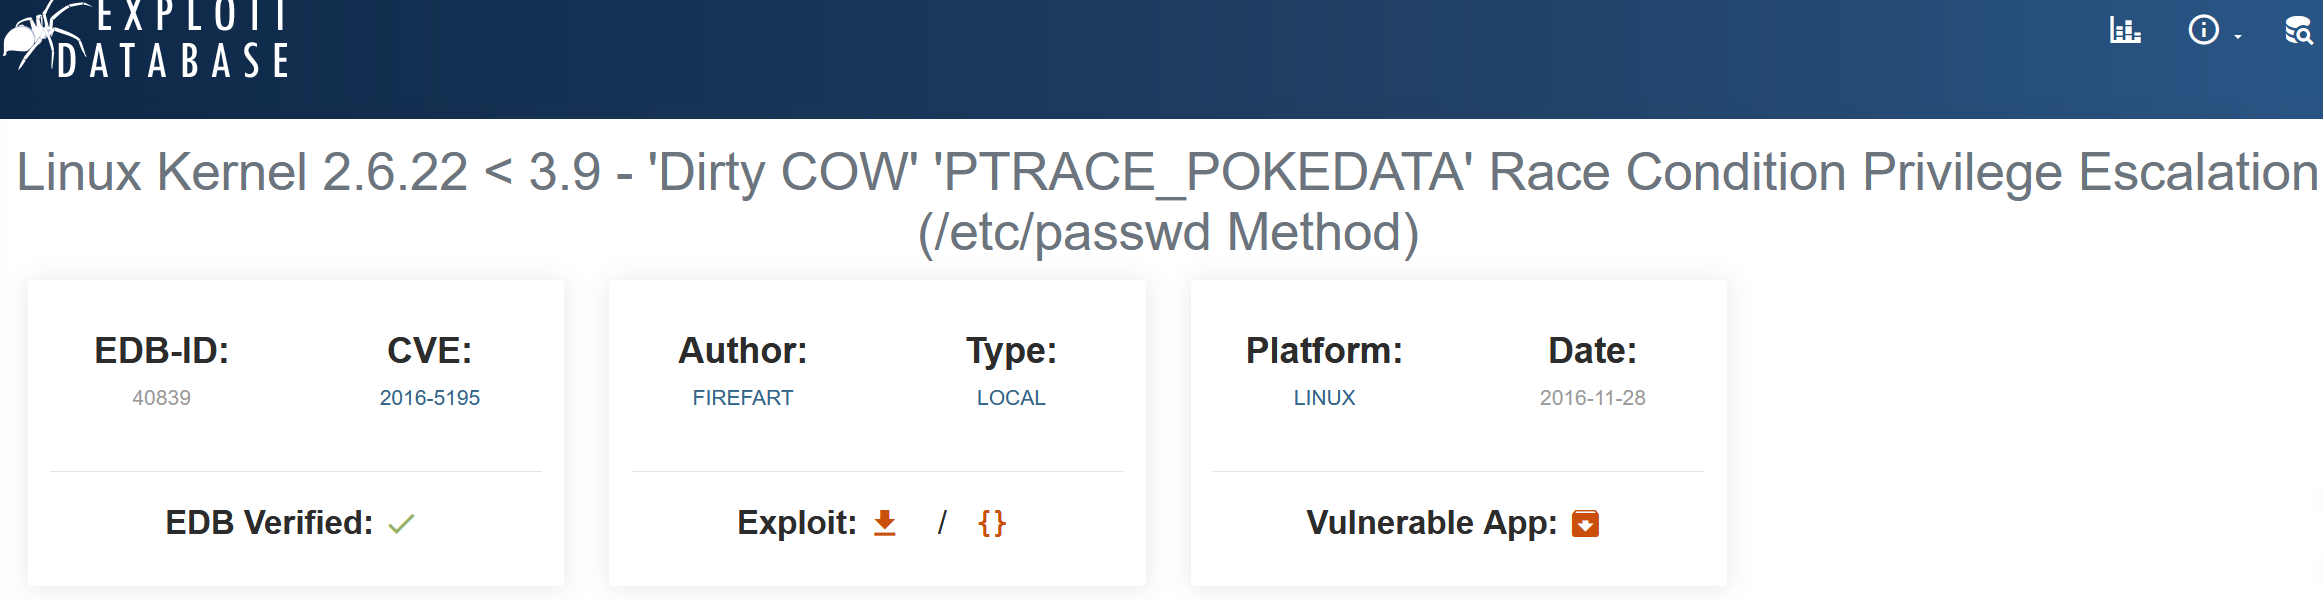 EXPLOIT
DATABASE
Linux Kernel 2.6.22 < 3.9 - 'Dirty COW' 'PTRACE_POKEDATA' Race Condition Privilege Escalation
(/etc/passwd Method)
EDB-ID:
40839
CVE:
2016-5195
EDB Verified:
Author:
FIREFART
Type:
LOCAL
Exploit: / {}
Platform:
LINUX
Date:
2016-11-28
Vulnerable App: